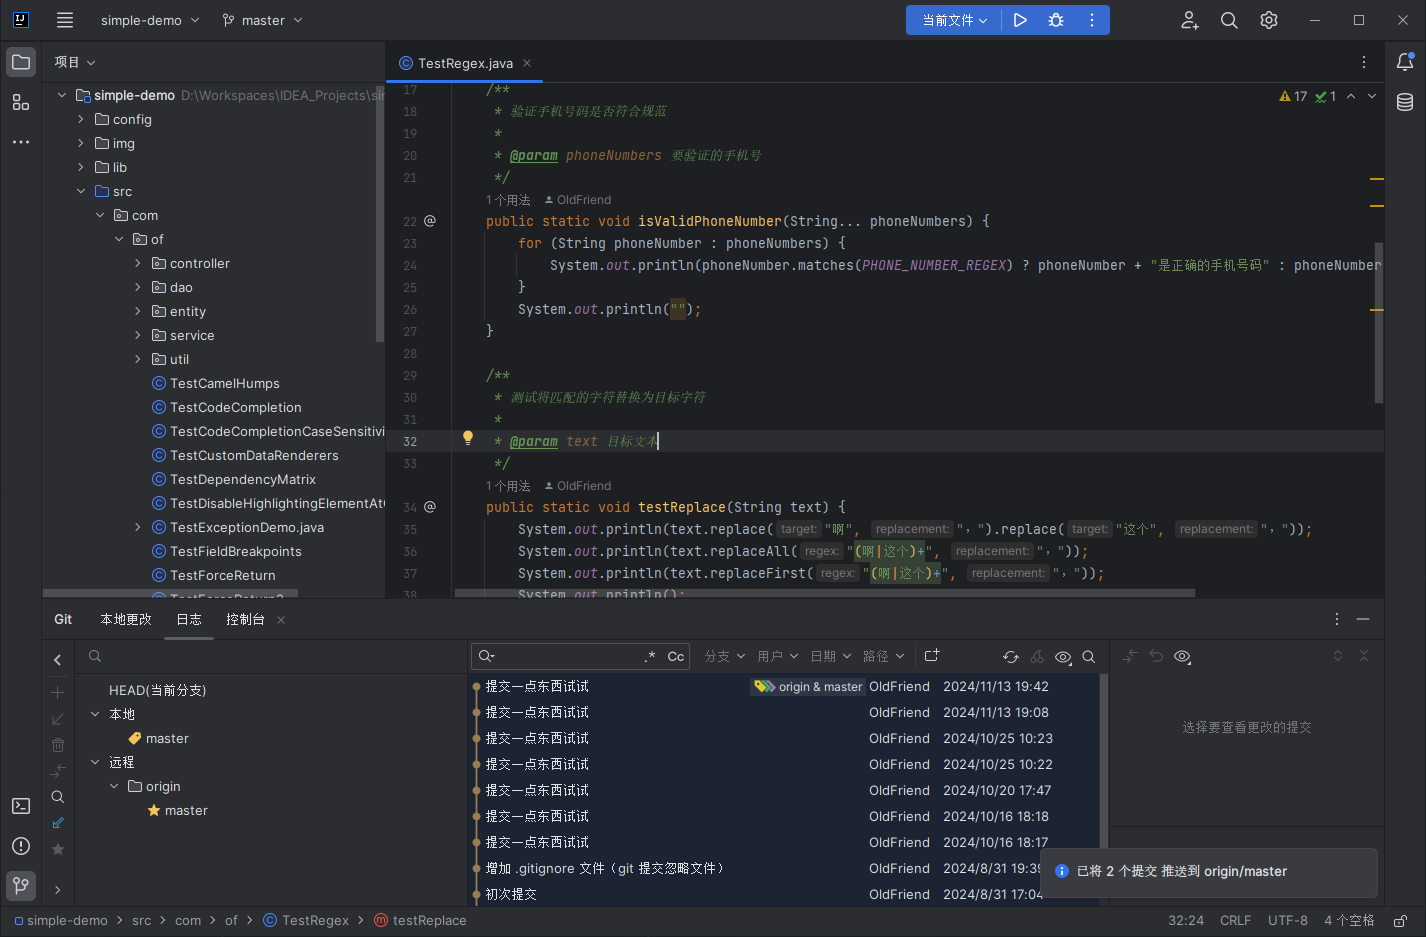 simple-demo
master
当前文件
项目
simple-demo D:\Workspaces\IDEA_Projects\si
config
img
lib
src
com
of
controller
dao
entity
service
util
TestCamelHumps
TestCodeCompletion
TestCodeCompletionCaseSensitivi
TestCustomDataRenderers
TestDependencyMatrix
TestDisableHighlightingElementAt
TestExceptionDemo.java
TestFieldBreakpoints
TestForceReturn
TestForceReturn2
TestRegex.java
17 1
17 /**
18 * 验证手机号码是否符合规范
19 *
20 * @param phoneNumbers 要验证的手机号
21 */
1 个用法 OldFriend
22 @ public static void isValidPhoneNumber(String... phoneNumbers) {
23 for (String phoneNumber : phoneNumbers) {
24 System.out.println(phoneNumber.matches(PHONE_NUMBER_REGEX) ? phoneNumber + "是正确的手机号码" : phoneNumber
25 }
26 System.out.println("");
27 }
28
29 /**
30 * 测试将匹配的字符替换为目标字符
31 *
32 * @param text 目标文本
33 */
1 个用法 OldFriend
34 @ public static void testReplace(String text) {
35 System.out.println(text.replace( target: "啊", replacement: "，").replace( target: "这个", replacement: "，"));
36 System.out.println(text.replaceAll( regex: "(啊|这个)+", replacement: "，"));
37 System.out.println(text.replaceFirst( regex: "(啊|这个)+", replacement: "，"));
38 System.out.println();
Git 本地更改 日志 控制台
HEAD(当前分支)
本地
master
远程
origin
master
.* Cc 分支 用户 日期 路径
提交一点东西试试 origin & master OldFriend 2024/11/13 19:42
提交一点东西试试 OldFriend 2024/11/13 19:08
提交一点东西试试 OldFriend 2024/10/25 10:23
提交一点东西试试 OldFriend 2024/10/25 10:22
提交一点东西试试 OldFriend 2024/10/20 17:47
提交一点东西试试 OldFriend 2024/10/16 18:18
提交一点东西试试 OldFriend 2024/10/16 18:17
增加 .gitignore 文件（git 提交忽略文件） OldFriend 2024/8/31 19:39
初次提交 OldFriend 2024/8/31 17:04
选择要查看更改的提交
已将 2 个提交 推送到 origin/master
simple-demo > src > com > of > TestRegex > testReplace
32:24 CRLF UTF-8 4 个空格